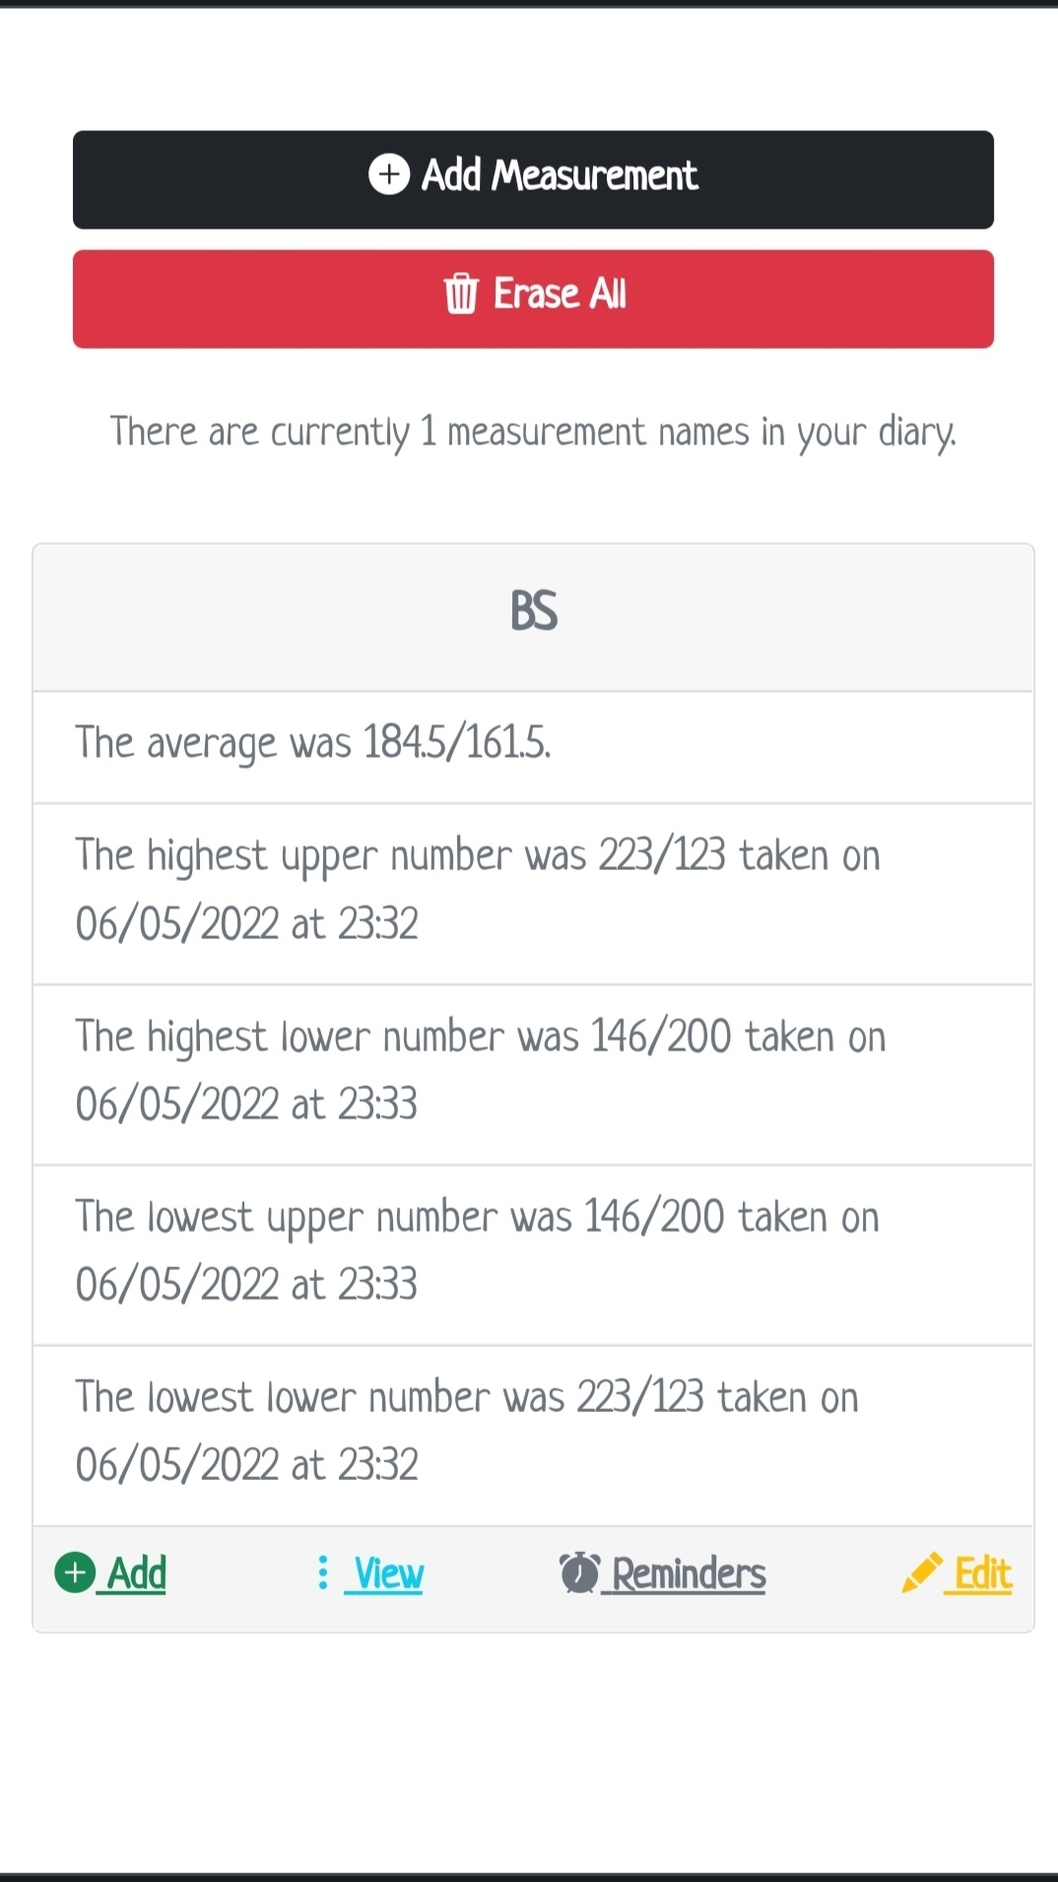 Add Measurement
Erase All
There are currently 1 measurement names in your diary.
BS
The average was 184.5/161.5.
The highest upper number was 223/123 taken on
06/05/2022 at 23:32
The highest lower number was 146/200 taken on
06/05/2022 at 23:33
The lowest upper number was 146/200 taken on
06/05/2022 at 23:33
The lowest lower number was 223/123 taken on
06/05/2022 at 23:32
Add View Reminders Edit